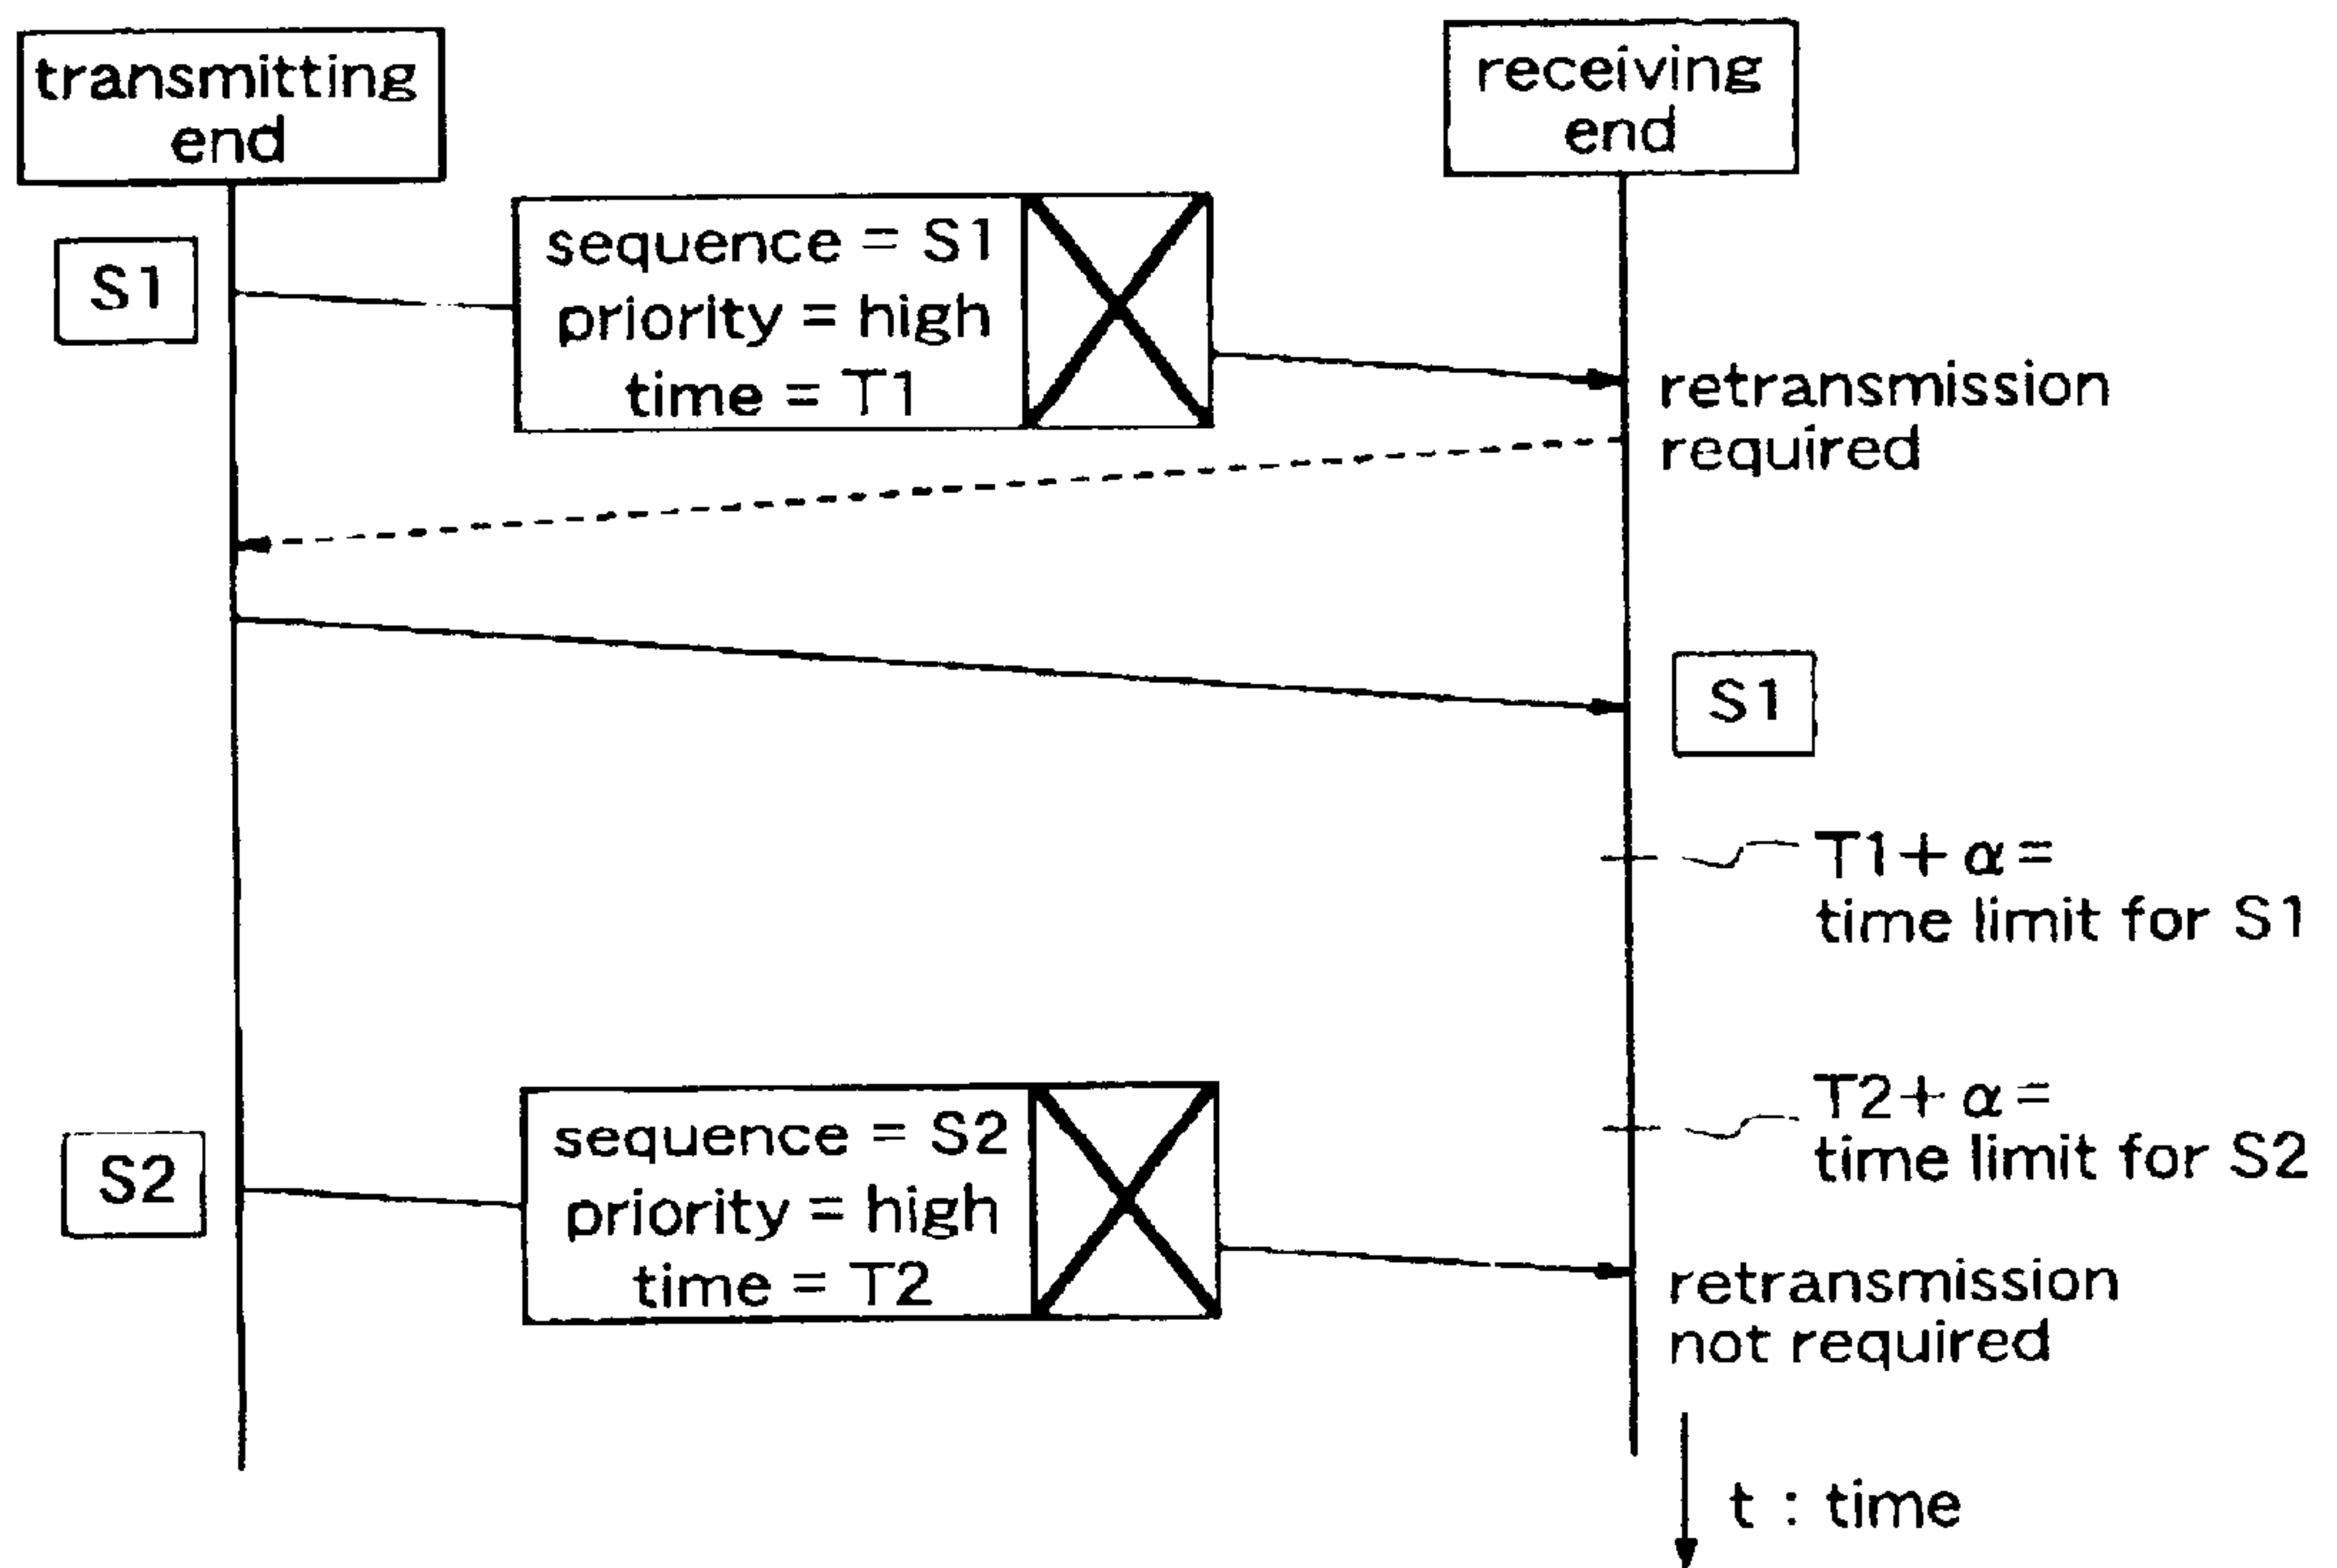 transmitting
end
receiving
end
S1
sequence = S1
priority = high
time = T1
retransmission
required
S1
T1 + α =
time limit for S1
T2 + α =
time limit for S2
S2
sequence = S2
priority = high
time = T2
retransmission
not required
t : time